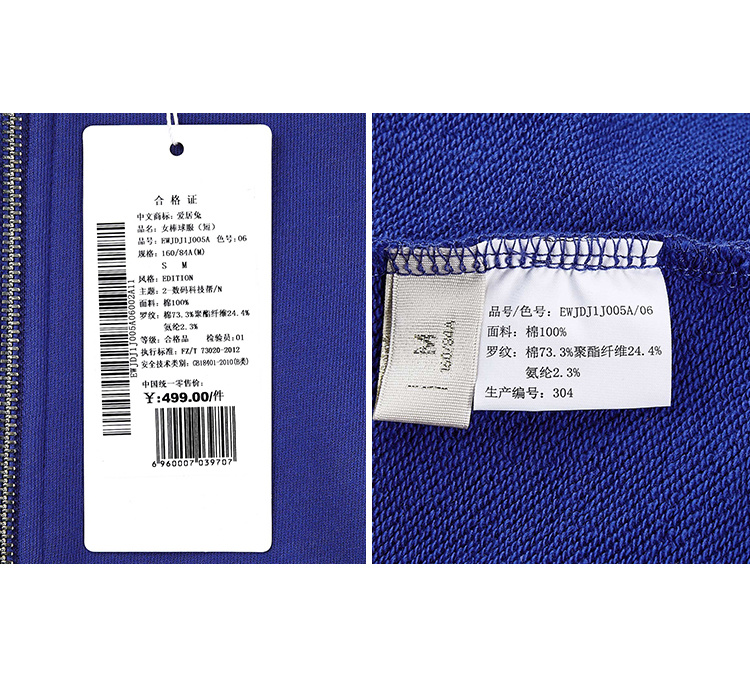 合格证
中文商标：爱居兔
品名：女棒球服（短）
品号：EWJDJ1J005A 色号：06
规格：160/84A(M)
S M
风格：EDITION
主题：2-数码科技帮/N
面料：棉100%
罗纹：棉73.3%聚酯纤维24.4%
氨纶2.3%
等级：合格品 检验员：01
执行标准：FZ/T 73020-2012
安全技术类别：GB18401-2010(B类)
中国统一零售价：
¥:499.00/件
6 960007 039707
EWJDJ1J005A06002A11
M
160/84A
品号/色号：EWJDJ1J005A/06
面料：棉100%
罗纹：棉73.3%聚酯纤维24.4%
氨纶2.3%
生产编号：304